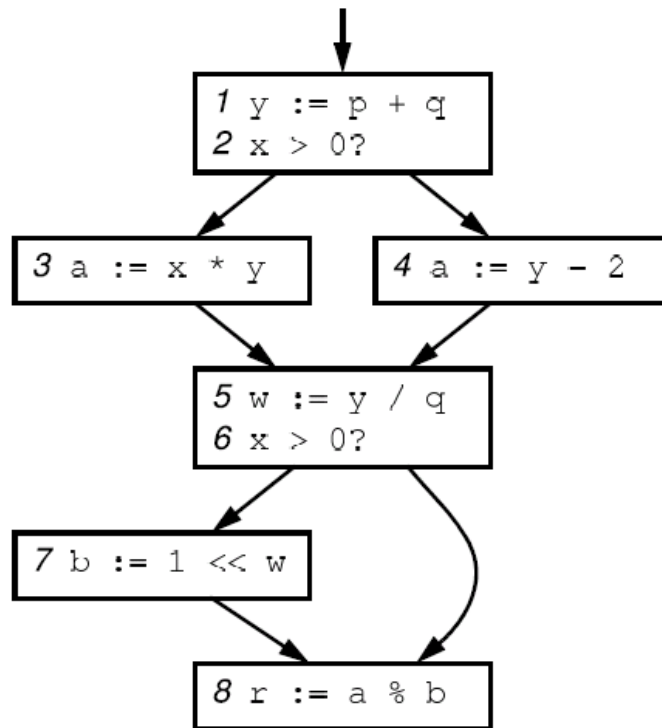 1 y := p + q
2 x > 0?
3 a := x * y
4 a := y - 2
5 w := y / q
6 x > 0?
7 b := 1 << w
8 r := a % b